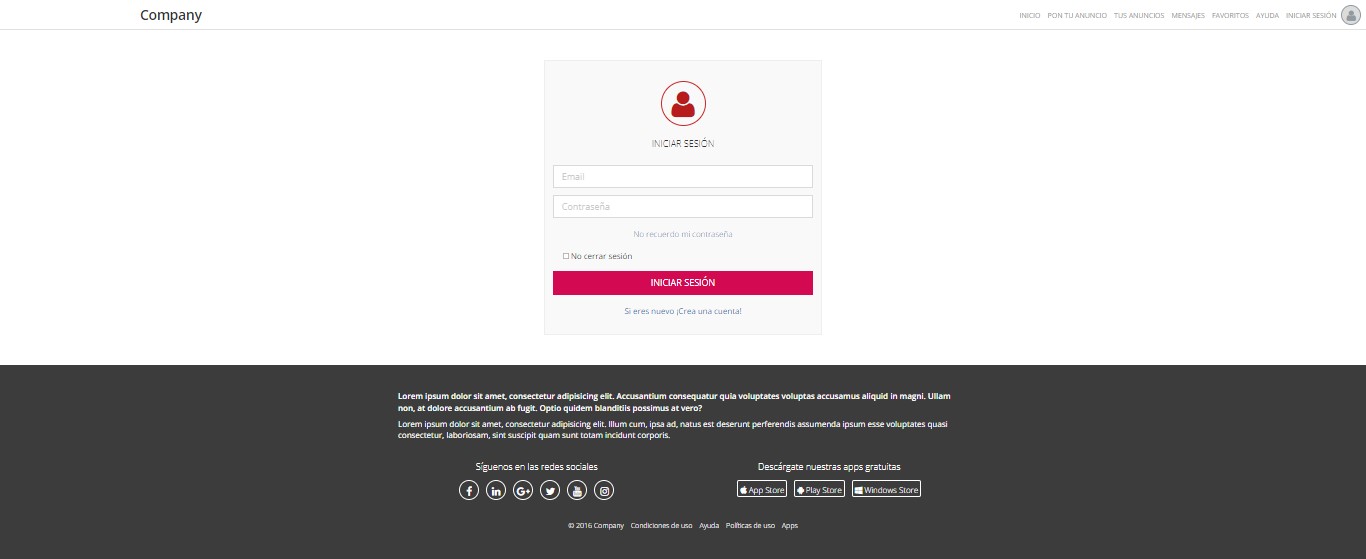 Company
INICIO PON TU ANUNCIO TUS ANUNCIOS MENSAJES FAVORITOS AYUDA INICIAR SESIÓN
INICIAR SESIÓN
Email
Contraseña
No recuerdo mi contraseña
No cerrar sesión
INICIAR SESIÓN
Si eres nuevo ¡Crea una cuenta!
Lorem ipsum dolor sit amet, consectetur adipisicing elit. Accusantium consequatur quia voluptates voluptas accusamus aliquid in magni. Ullam
non, at dolore accusantium ab fugit. Optio quidem blanditiis possimus at vero?
Lorem ipsum dolor sit amet, consectetur adipisicing elit. Illum cum, ipsa ad, natus est deserunt perferendis assumenda ipsum esse voluptates quasi
consectetur, laboriosam, sint suscipit quam sunt totam incidunt corporis.
Síguenos en las redes sociales
Descárgate nuestras apps gratuitas
App Store Play Store Windows Store
© 2016 Company Condiciones de uso Ayuda Políticas de uso Apps